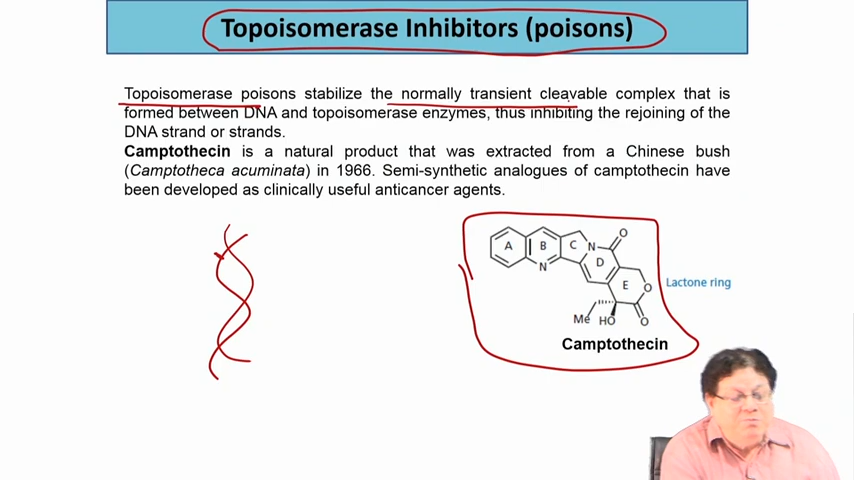 Topoisomerase Inhibitors (poisons)
Topoisomerase poisons stabilize the normally transient cleavable complex that is
formed between DNA and topoisomerase enzymes, thus inhibiting the rejoining of the
DNA strand or strands.
Camptothecin is a natural product that was extracted from a Chinese bush
(Camptotheca acuminata) in 1966. Semi-synthetic analogues of camptothecin have
been developed as clinically useful anticancer agents.
O
A B C N
D
N
E O Lactone ring
Me HO O
Camptothecin